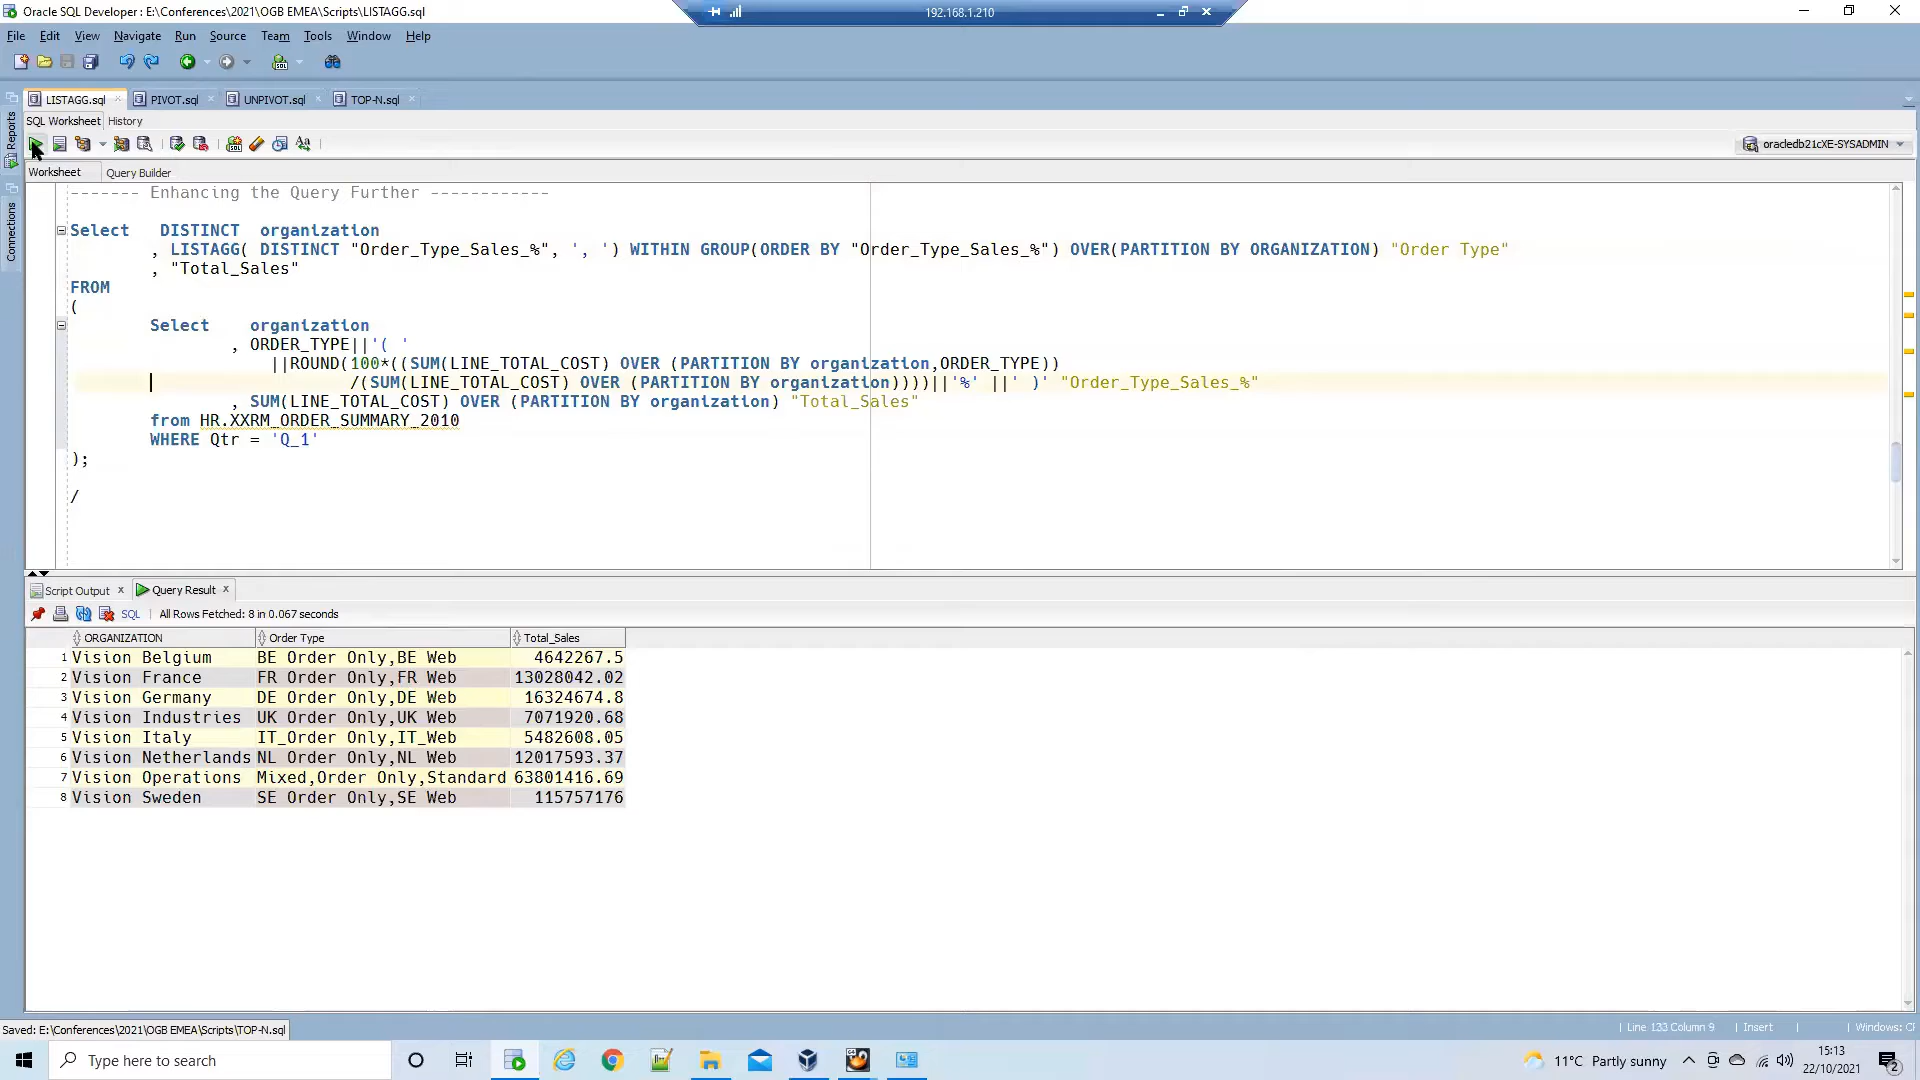 Oracle SQL Developer : E:\Conferences\2021\OGB EMEA\Scripts\LISTAGG.sql
192.168.1.210
File Edit View Navigate Run Source Team Tools Window Help
LISTAGG.sql PIVOT.sql UNPIVOT.sql TOP-N.sql
SQL Worksheet History
Reports
Connections
oracledb21cXE-SYSADMIN
Worksheet Query Builder
------- Enhancing the Query Further ------------
Select DISTINCT organization
, LISTAGG( DISTINCT "Order_Type_Sales_%", ', ') WITHIN GROUP(ORDER BY "Order_Type_Sales_%") OVER(PARTITION BY ORGANIZATION) "Order Type"
, "Total_Sales"
FROM
(
Select organization
, ORDER_TYPE||'( '
||ROUND(100*((SUM(LINE_TOTAL_COST) OVER (PARTITION BY organization,ORDER_TYPE))
/(SUM(LINE_TOTAL_COST) OVER (PARTITION BY organization))))||'%' ||' )' "Order_Type_Sales_%"
, SUM(LINE_TOTAL_COST) OVER (PARTITION BY organization) "Total_Sales"
from HR.XXRM_ORDER_SUMMARY_2010
WHERE Qtr = 'Q_1'
);
/
Script Output Query Result
SQL All Rows Fetched: 8 in 0.067 seconds
ORGANIZATION Order Type Total_Sales
1 Vision Belgium BE Order Only,BE Web 4642267.5
2 Vision France FR Order Only,FR Web 13028042.02
3 Vision Germany DE Order Only,DE Web 16324674.8
4 Vision Industries UK Order Only,UK Web 7071920.68
5 Vision Italy IT_Order Only,IT_Web 5482608.05
6 Vision Netherlands NL Order Only,NL Web 12017593.37
7 Vision Operations Mixed,Order Only,Standard 63801416.69
8 Vision Sweden SE Order Only,SE Web 115757176
Saved: E:\Conferences\2021\OGB EMEA\Scripts\TOP-N.sql
Line 133 Column 9 Insert Windows: C
Type here to search
11°C Partly sunny
15:13
22/10/2021
2